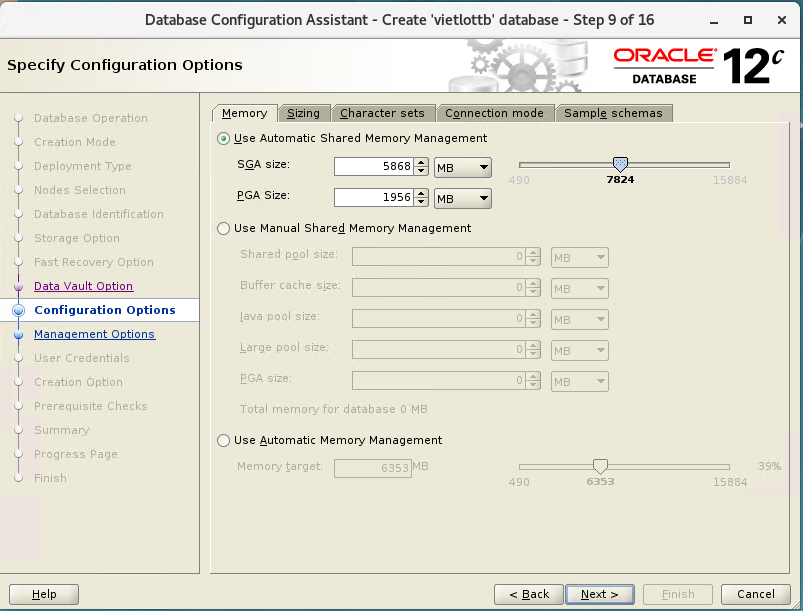 Database Configuration Assistant - Create 'vietlottb' database - Step 9 of 16
Specify Configuration Options
ORACLE®
DATABASE
12c
Database Operation
Creation Mode
Deployment Type
Nodes Selection
Database Identification
Storage Option
Fast Recovery Option
Data Vault Option
Configuration Options
Management Options
User Credentials
Creation Option
Prerequisite Checks
Summary
Progress Page
Finish
Memory Sizing Character sets Connection mode Sample schemas
Use Automatic Shared Memory Management
SGA size: 5868 MB
490 7824 15884
PGA Size: 1956 MB
Use Manual Shared Memory Management
Shared pool size: 0 MB
Buffer cache size: 0 MB
Java pool size: 0 MB
Large pool size: 0 MB
PGA size: 0 MB
Total memory for database 0 MB
Use Automatic Memory Management
Memory target: 6353 MB 39%
490 6353 15884
Help < Back Next > Finish Cancel